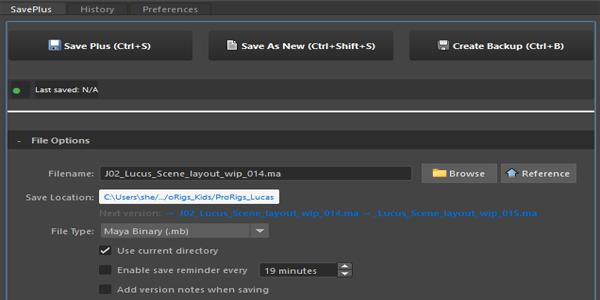 SavePlus History Preferences
Save Plus (Ctrl+S) Save As New (Ctrl+Shift+S) Create Backup (Ctrl+B)
Last saved: N/A
- File Options
Filename: J02_Lucus_Scene_layout_wip_014.ma Browse Reference
Save Location: C:\Users\she/.../oRigs_Kids/ProRigs_Lucas
Next version: — J02_Lucus_Scene_layout_wip_014.ma — _Lucus_Scene_layout_wip_015.ma
File Type: Maya Binary (.mb)
Use current directory
Enable save reminder every 19 minutes
Add version notes when saving